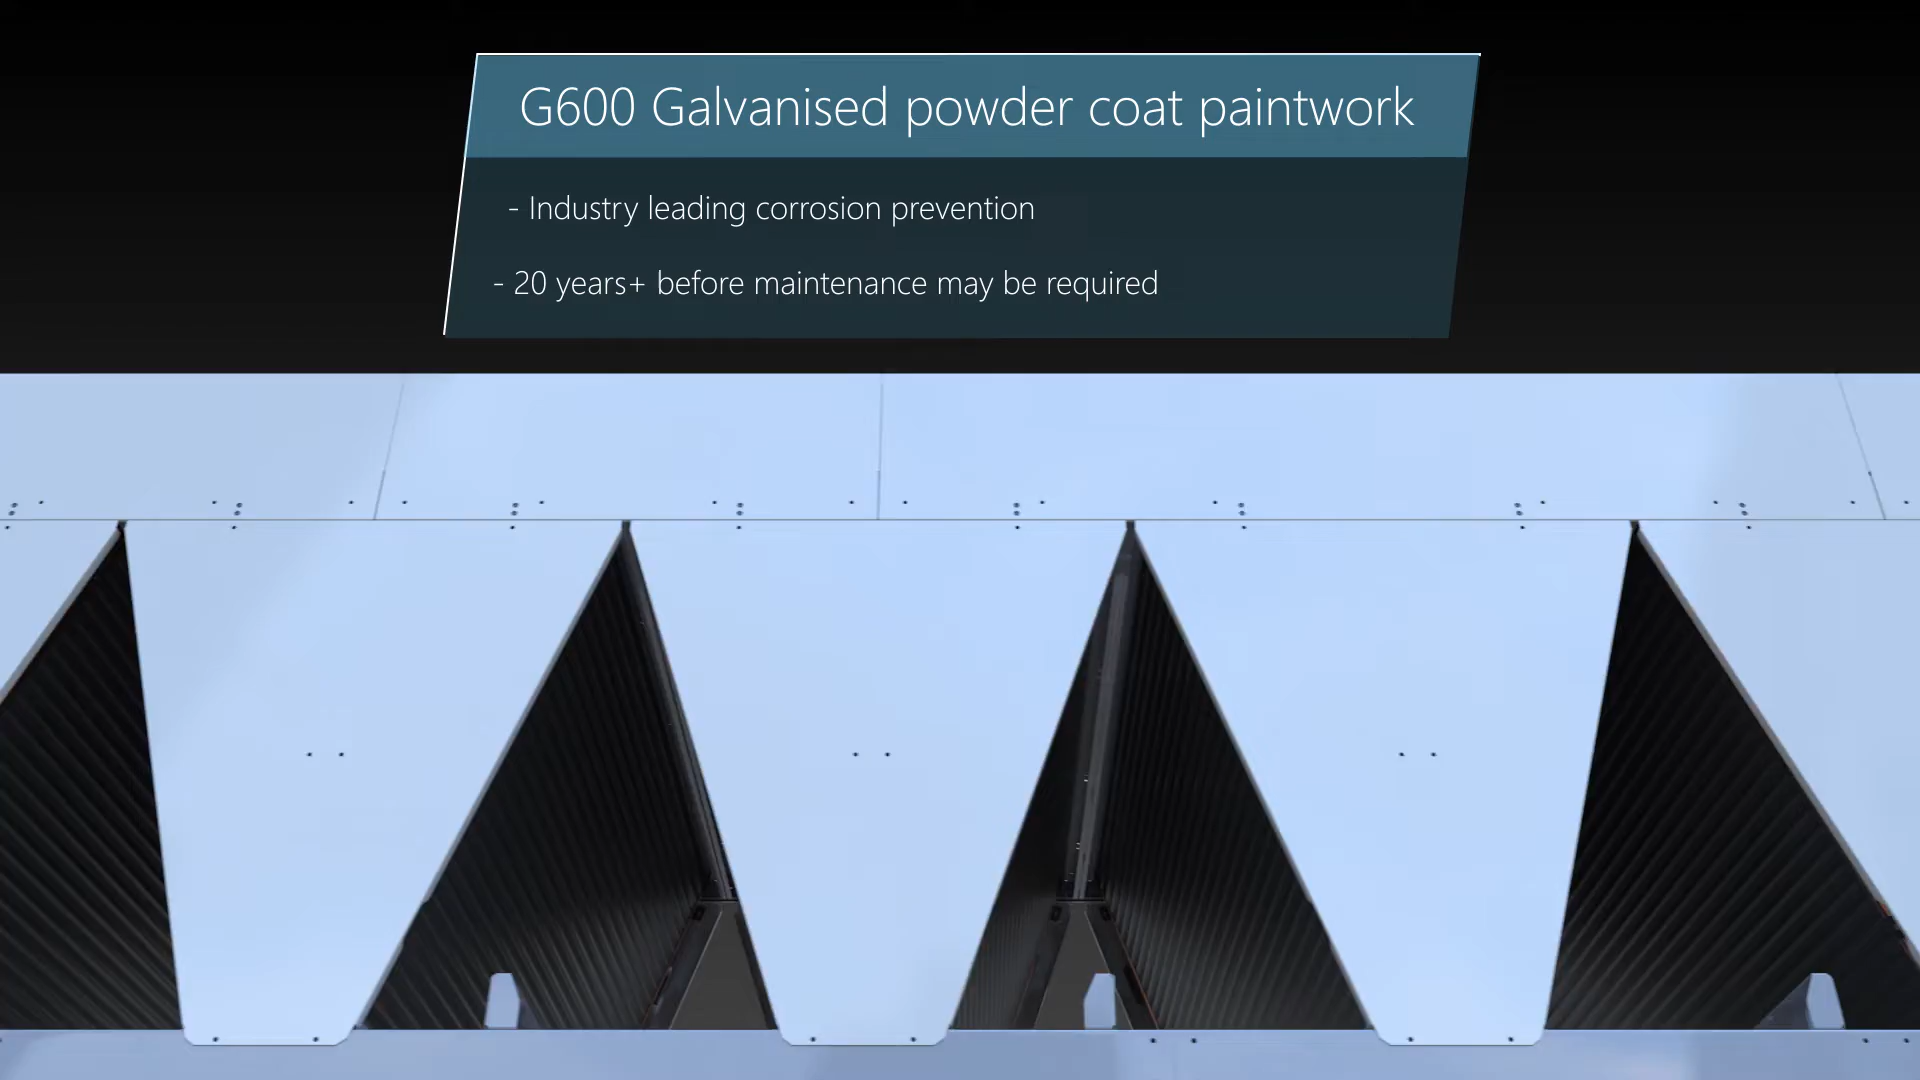 G600 Galvanised powder coat paintwork
- Industry leading corrosion prevention
- 20 years+ before maintenance may be required